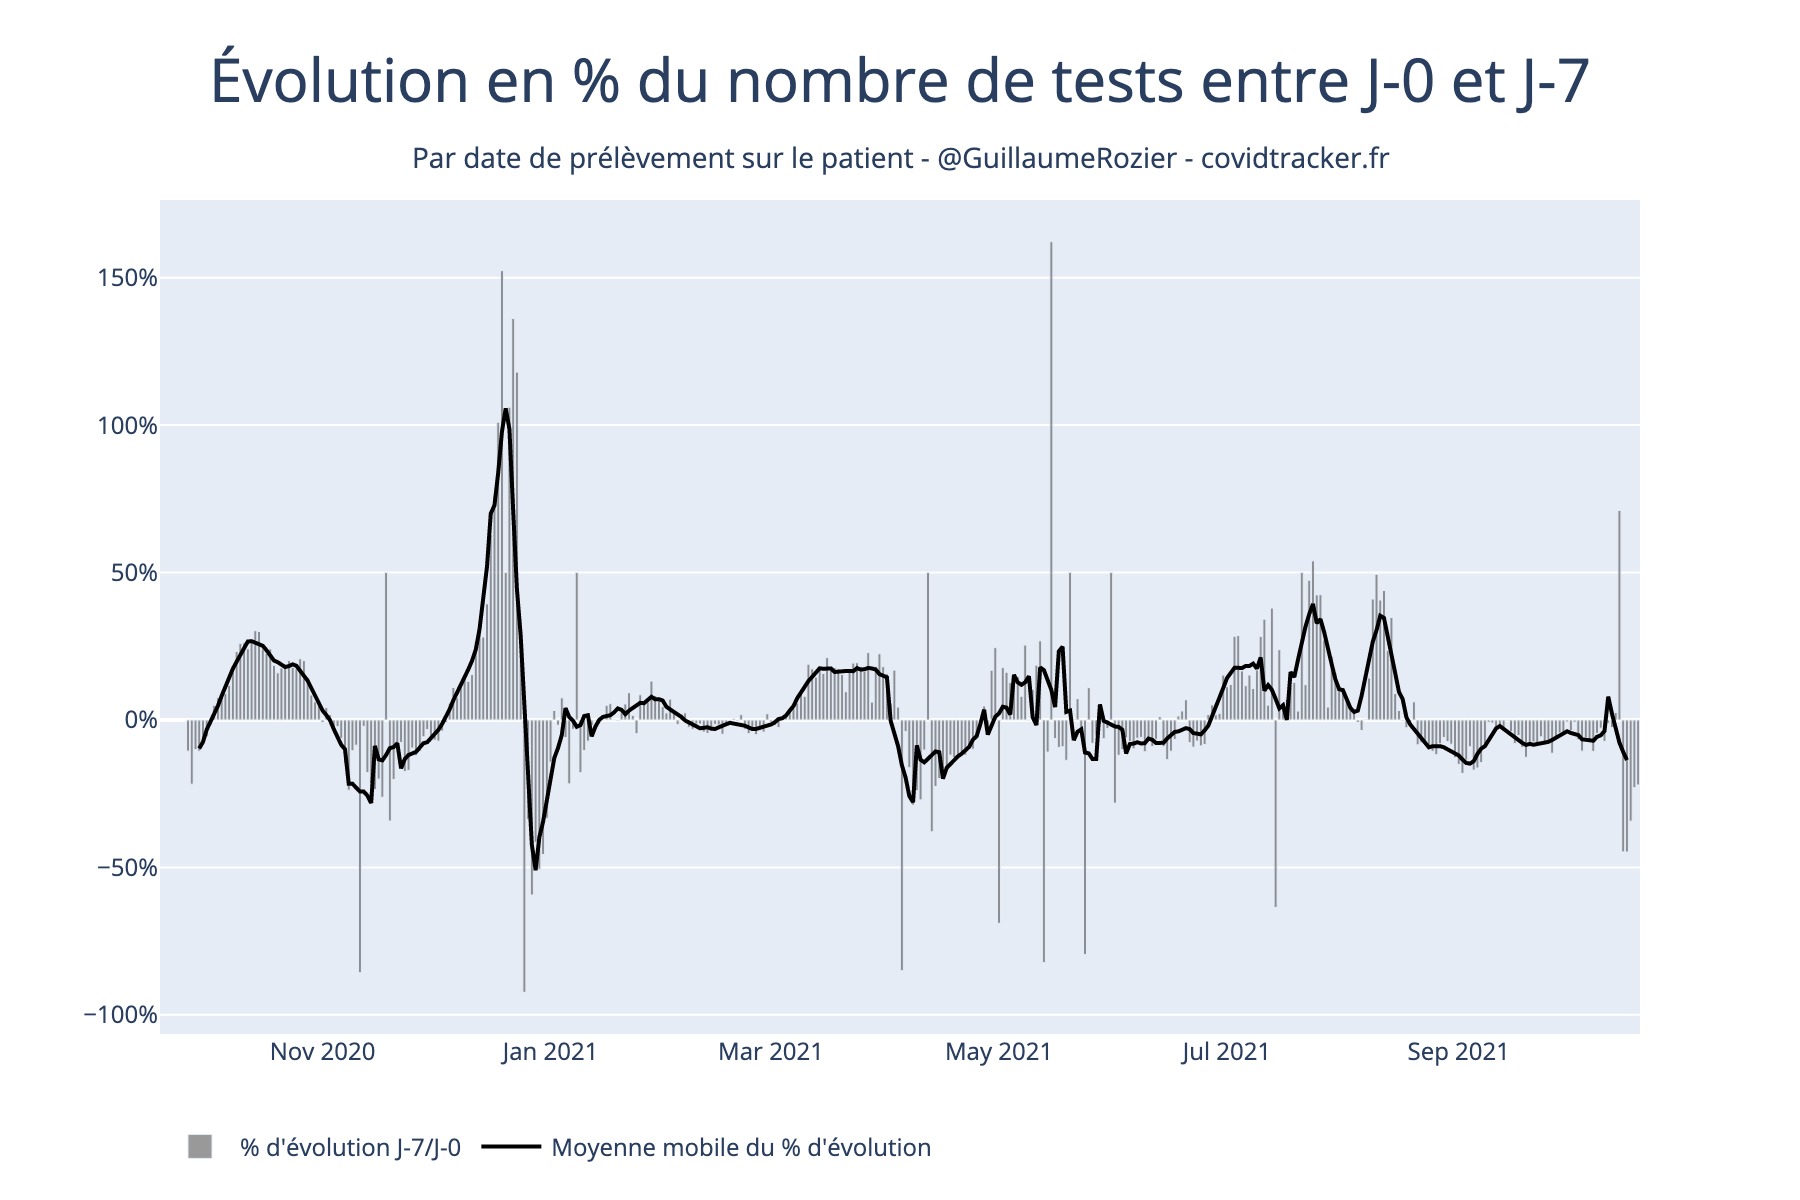 Évolution en % du nombre de tests entre J-0 et J-7
Par date de prélèvement sur le patient - @GuillaumeRozier - covidtracker.fr
150%
100%
50%
0%
−50%
−100%
Nov 2020 Jan 2021 Mar 2021 May 2021 Jul 2021 Sep 2021
% d'évolution J-7/J-0 Moyenne mobile du % d'évolution